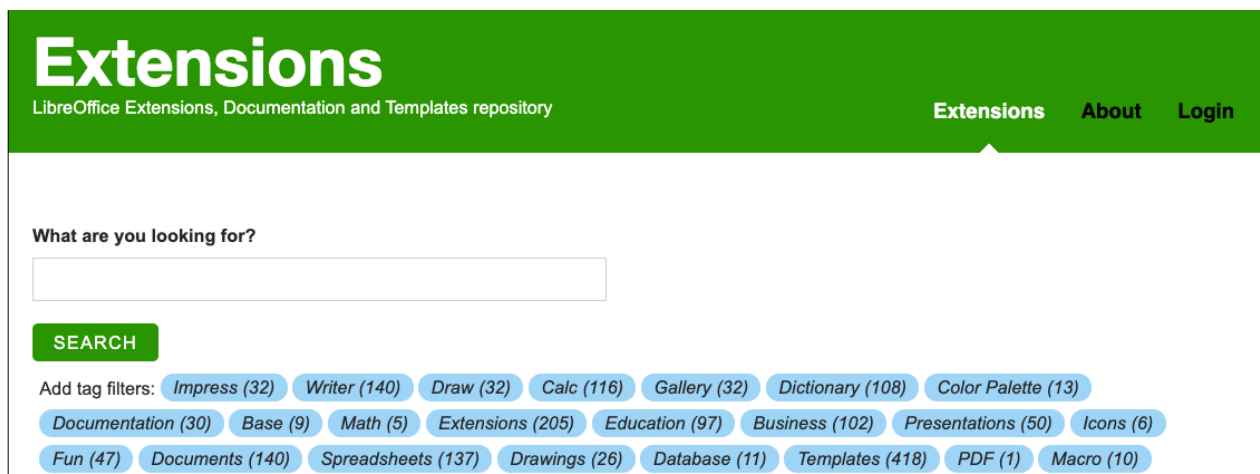 Extensions
LibreOffice Extensions, Documentation and Templates repository
Extensions About Login
What are you looking for?
SEARCH
Add tag filters: Impress (32) Writer (140) Draw (32) Calc (116) Gallery (32) Dictionary (108) Color Palette (13)
Documentation (30) Base (9) Math (5) Extensions (205) Education (97) Business (102) Presentations (50) Icons (6)
Fun (47) Documents (140) Spreadsheets (137) Drawings (26) Database (11) Templates (418) PDF (1) Macro (10)